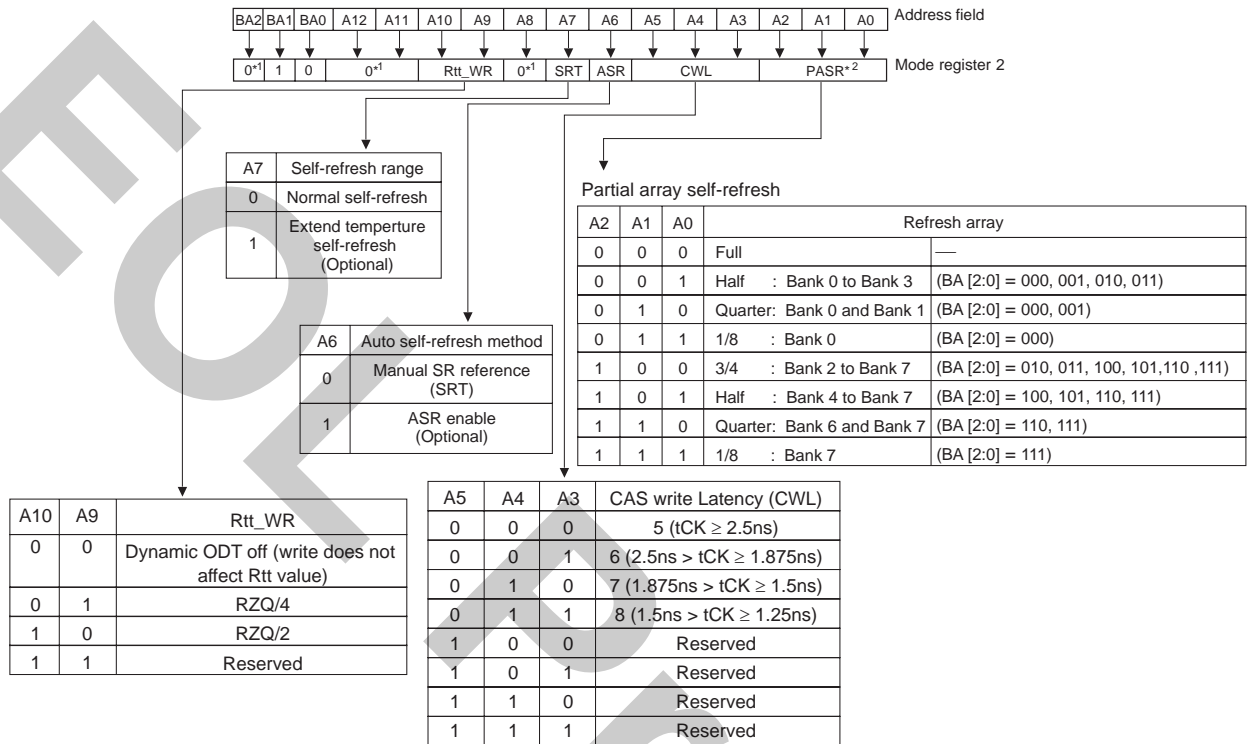 BA2 BA1 BA0 A12 A11 A10 A9 A8 A7 A6 A5 A4 A3 A2 A1 A0 Address field
0*1 1 0 0*1 Rtt_WR 0*1 SRT ASR CWL PASR*2 Mode register 2
A7 Self-refresh range
0 Normal self-refresh
1 Extend temperture
self-refresh
(Optional)
Partial array self-refresh
A2 A1 A0 Refresh array
0 0 0 Full —
0 0 1 Half : Bank 0 to Bank 3 (BA [2:0] = 000, 001, 010, 011)
0 1 0 Quarter: Bank 0 and Bank 1 (BA [2:0] = 000, 001)
0 1 1 1/8 : Bank 0 (BA [2:0] = 000)
1 0 0 3/4 : Bank 2 to Bank 7 (BA [2:0] = 010, 011, 100, 101,110 ,111)
1 0 1 Half : Bank 4 to Bank 7 (BA [2:0] = 100, 101, 110, 111)
1 1 0 Quarter: Bank 6 and Bank 7 (BA [2:0] = 110, 111)
1 1 1 1/8 : Bank 7 (BA [2:0] = 111)
A6 Auto self-refresh method
0 Manual SR reference
(SRT)
1 ASR enable
(Optional)
A10 A9 Rtt_WR
0 0 Dynamic ODT off (write does not
affect Rtt value)
0 1 RZQ/4
1 0 RZQ/2
1 1 Reserved
A5 A4 A3 CAS write Latency (CWL)
0 0 0 5 (tCK ≥ 2.5ns)
0 0 1 6 (2.5ns > tCK ≥ 1.875ns)
0 1 0 7 (1.875ns > tCK ≥ 1.5ns)
0 1 1 8 (1.5ns > tCK ≥ 1.25ns)
1 0 0 Reserved
1 0 1 Reserved
1 1 0 Reserved
1 1 1 Reserved
EOL Pr